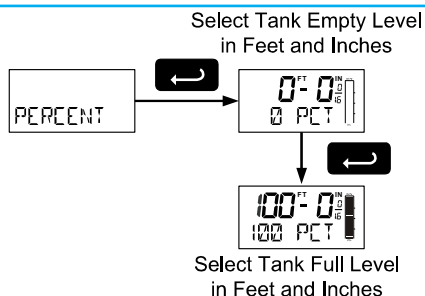 Select Tank Empty Level
in Feet and Inches
PERCENT
0 FT - 0 IN 0/16
0 PCT
100 FT - 0 IN 0/16
100 PCT
Select Tank Full Level
in Feet and Inches